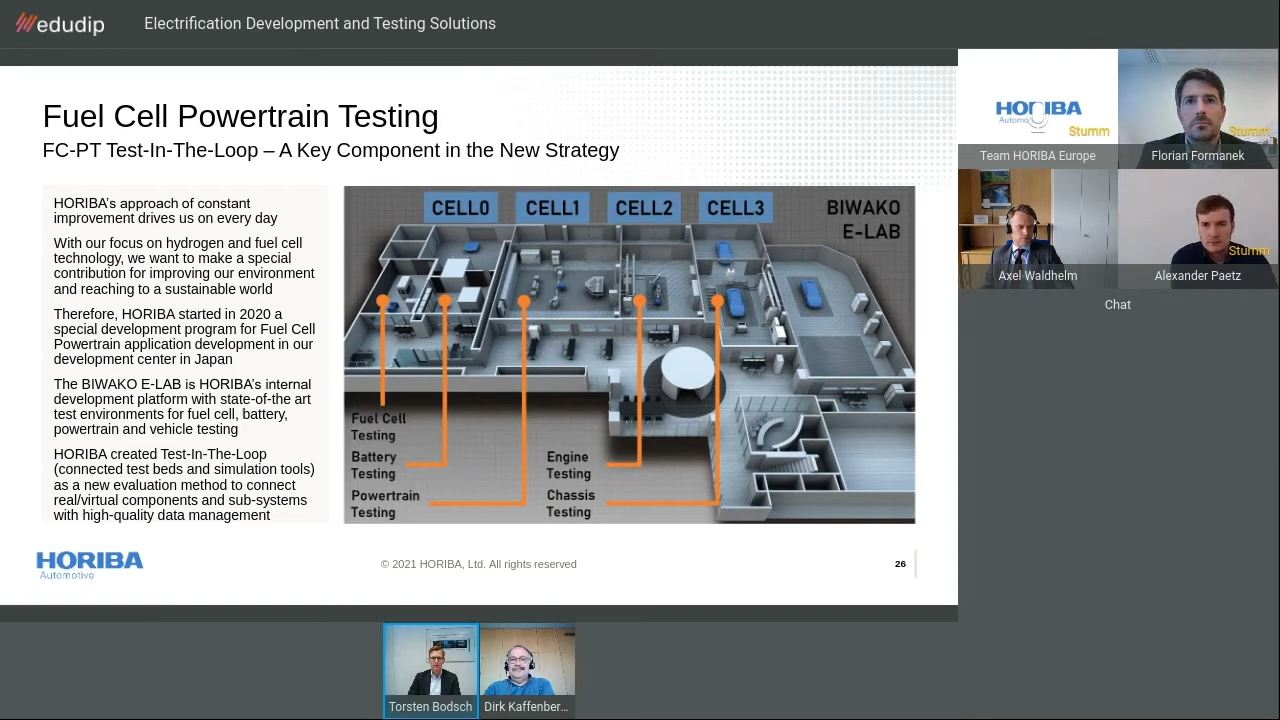 edudip
Electrification Development and Testing Solutions
Fuel Cell Powertrain Testing
FC-PT Test-In-The-Loop – A Key Component in the New Strategy
HORIBA's approach of constant
improvement drives us on every day
With our focus on hydrogen and fuel cell
technology, we want to make a special
contribution for improving our environment
and reaching to a sustainable world
Therefore, HORIBA started in 2020 a
special development program for Fuel Cell
Powertrain application development in our
development center in Japan
The BIWAKO E-LAB is HORIBA's internal
development platform with state-of-the art
test environments for fuel cell, battery,
powertrain and vehicle testing
HORIBA created Test-In-The-Loop
(connected test beds and simulation tools)
as a new evaluation method to connect
real/virtual components and sub-systems
with high-quality data management
CELL0
CELL1
CELL2
CELL3
BIWAKO
E-LAB
Fuel Cell
Testing
Battery
Testing
Powertrain
Testing
Engine
Testing
Chassis
Testing
HORIBA
Automotive
© 2021 HORIBA, Ltd. All rights reserved
26
HORIBA
Stumm
Team HORIBA Europe
Stumm
Florian Formanek
Axel Waldhelm
Stumm
Alexander Paetz
Chat
Torsten Bodsch
Dirk Kaffenber...